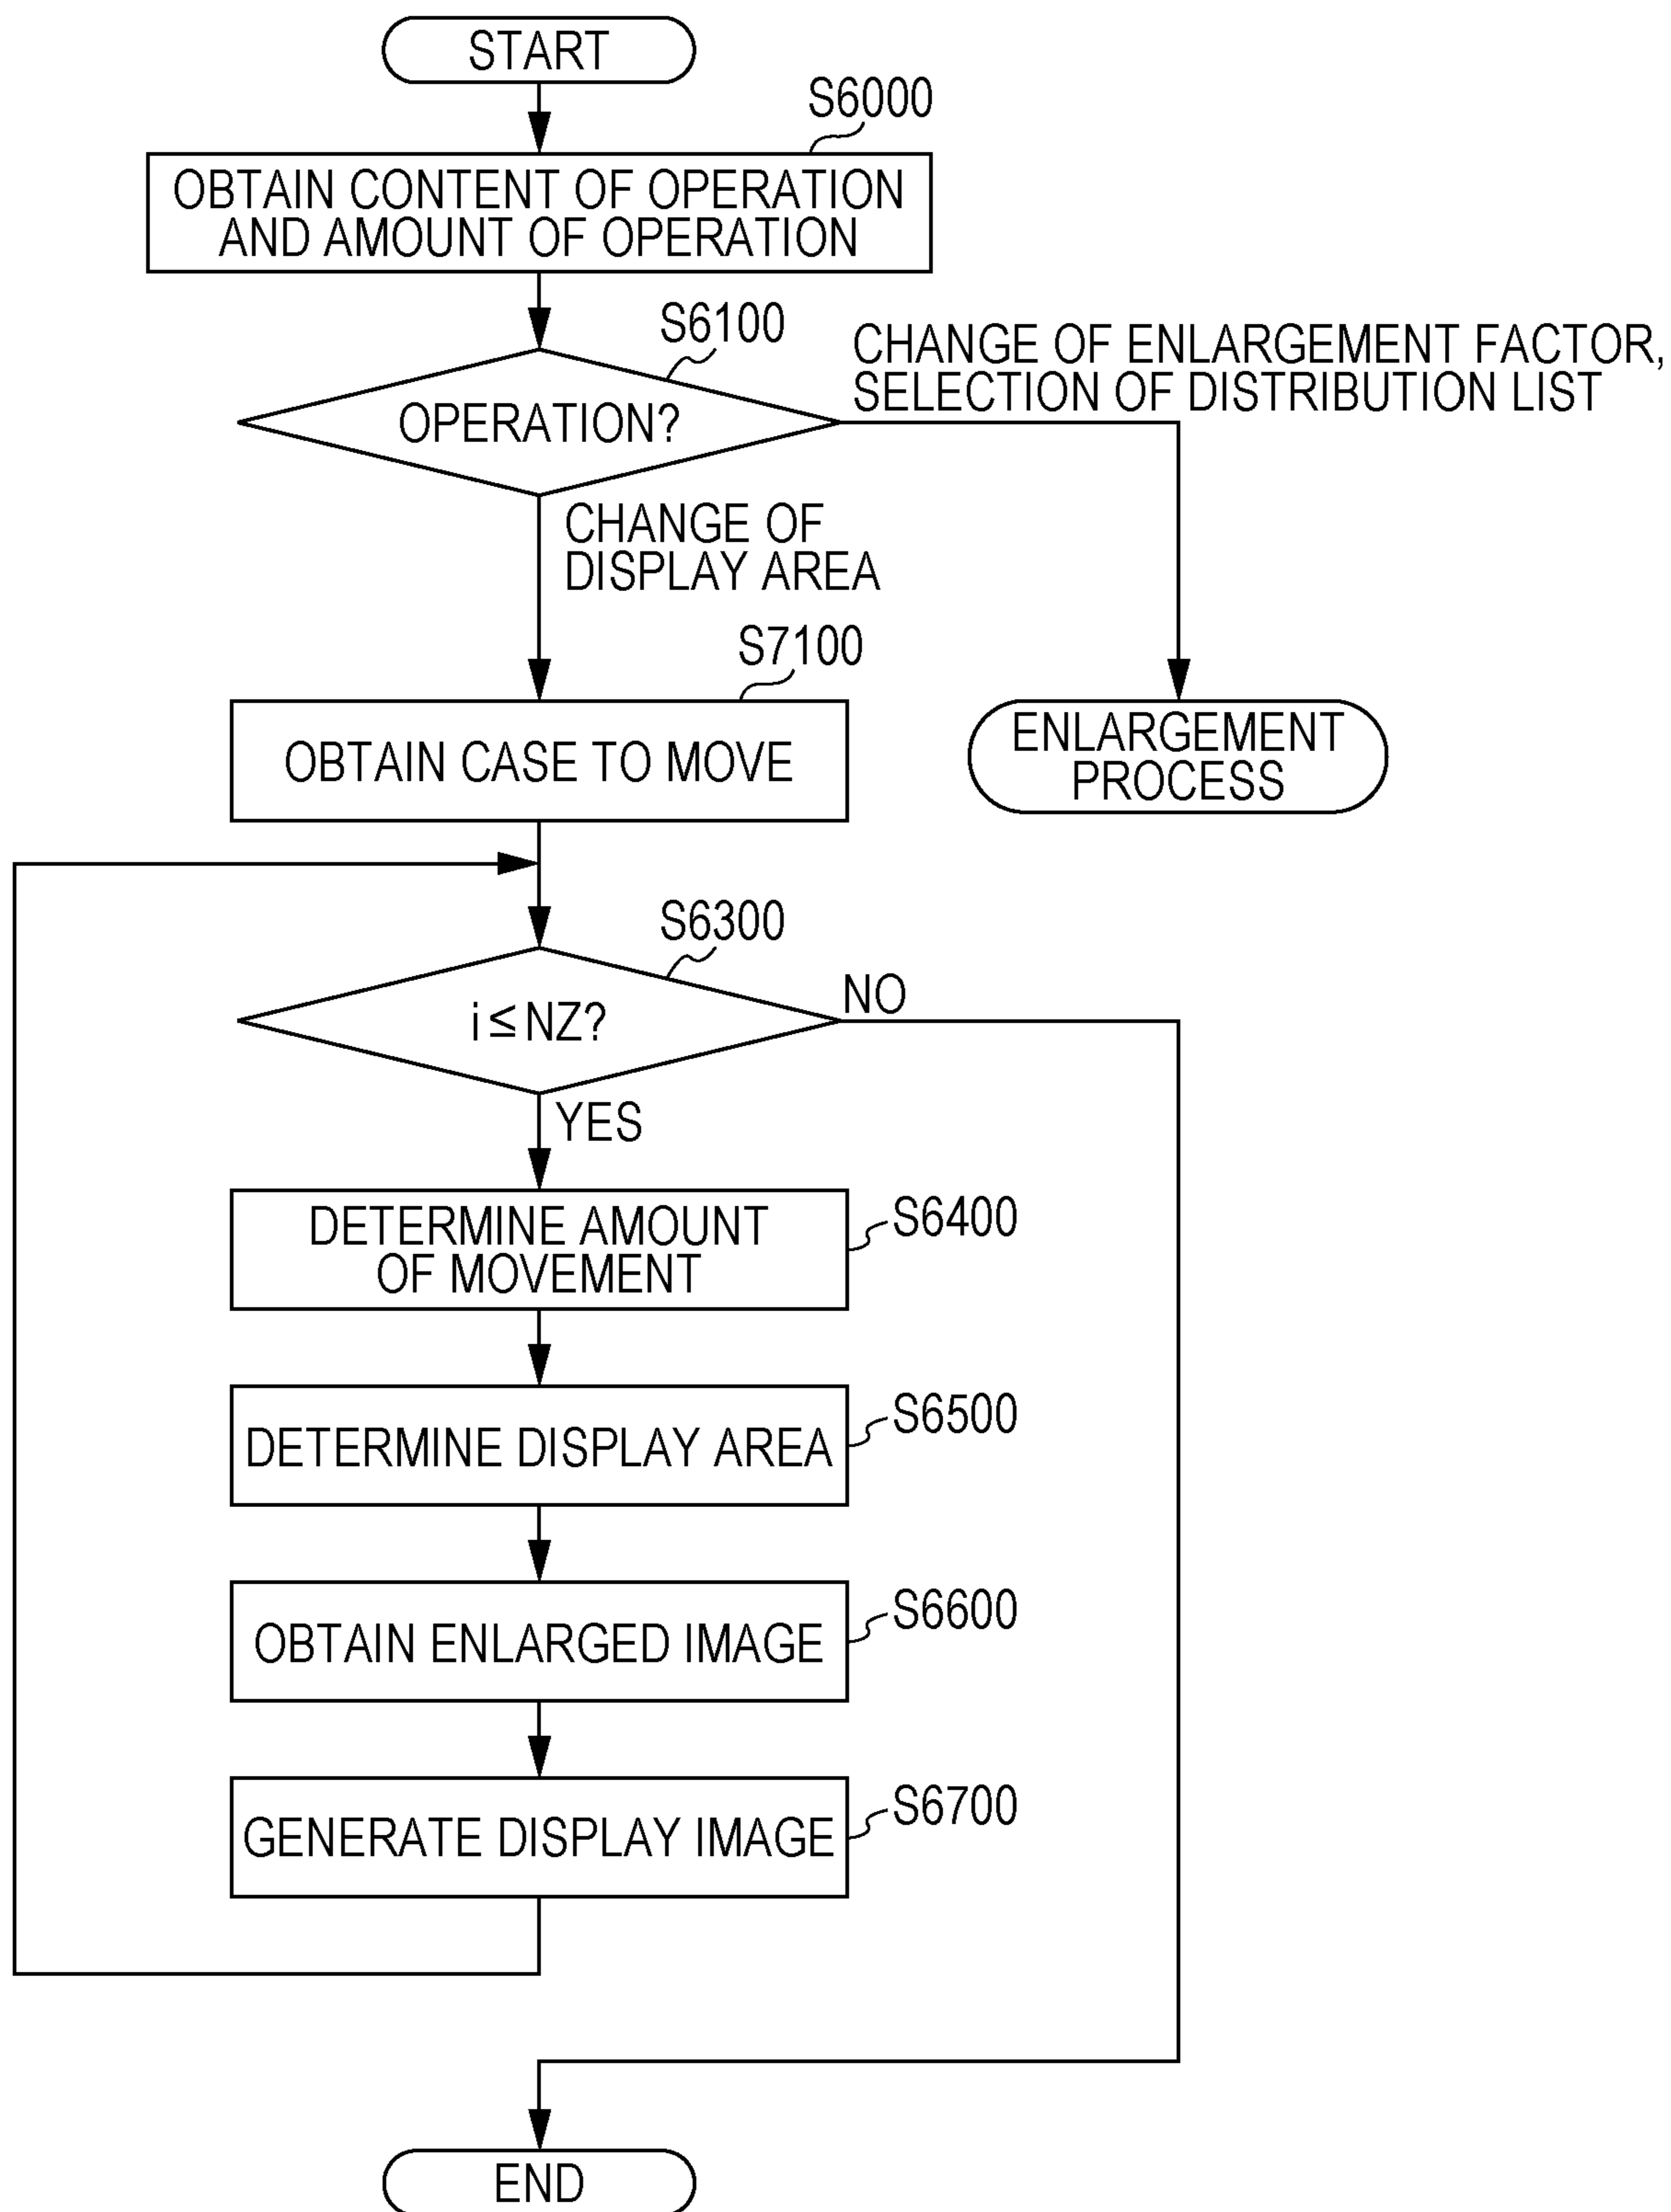 START
S6000
OBTAIN CONTENT OF OPERATION
AND AMOUNT OF OPERATION
S6100
CHANGE OF ENLARGEMENT FACTOR,
SELECTION OF DISTRIBUTION LIST
OPERATION?
CHANGE OF
DISPLAY AREA
S7100
OBTAIN CASE TO MOVE
ENLARGEMENT
PROCESS
S6300
NO
i≤NZ?
YES
DETERMINE AMOUNT
OF MOVEMENT
S6400
DETERMINE DISPLAY AREA
S6500
OBTAIN ENLARGED IMAGE
S6600
GENERATE DISPLAY IMAGE
S6700
END